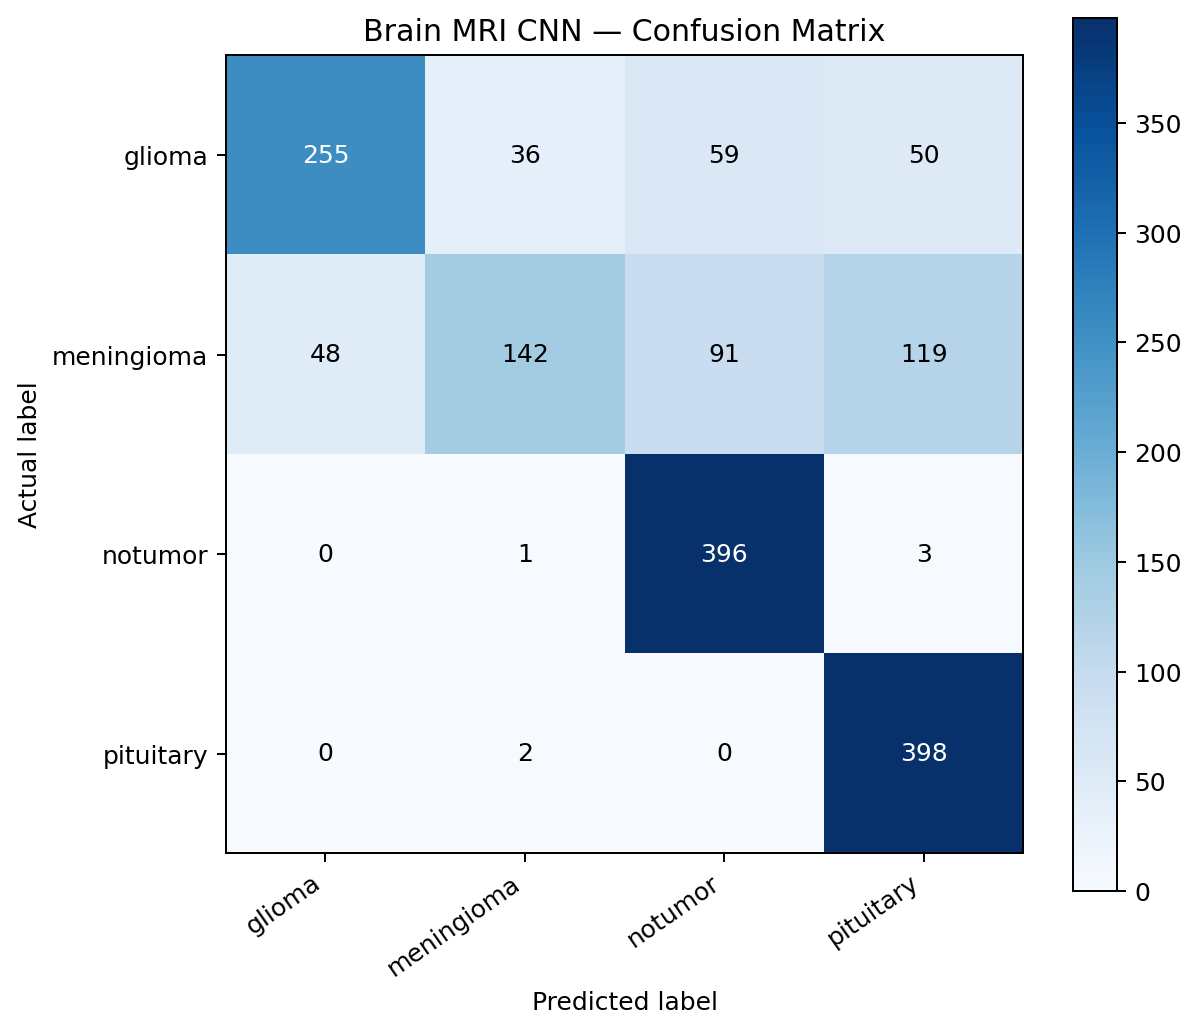 Brain MRI CNN — Confusion Matrix
glioma 255 36 59 50
meningioma 48 142 91 119
notumor 0 1 396 3
pituitary 0 2 0 398
Actual label
glioma meningioma notumor pituitary
Predicted label
350
300
250
200
150
100
50
0